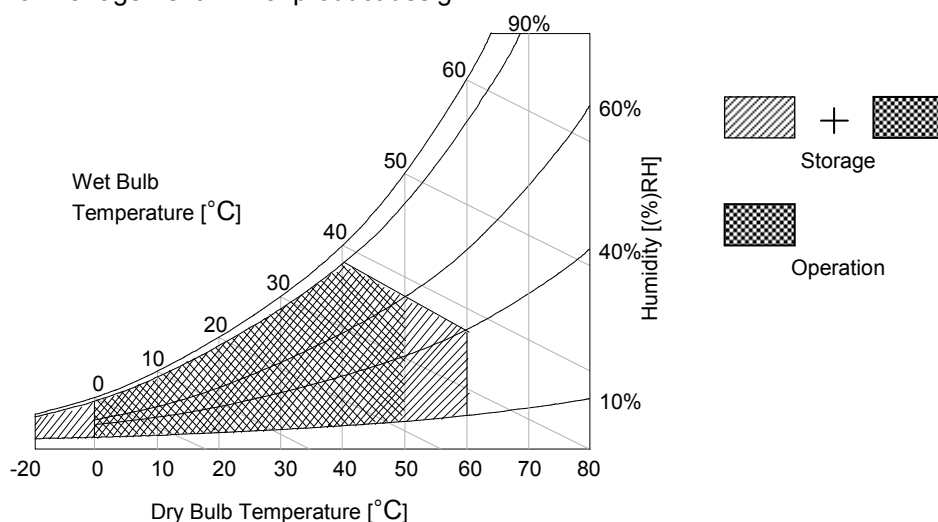 90%
60
60%
50
Wet Bulb
Temperature [°C]
Storage
40
40%
Humidity [(%)RH]
30
Operation
20
10
0
10%
-20 0 10 20 30 40 50 60 70 80
Dry Bulb Temperature [°C]